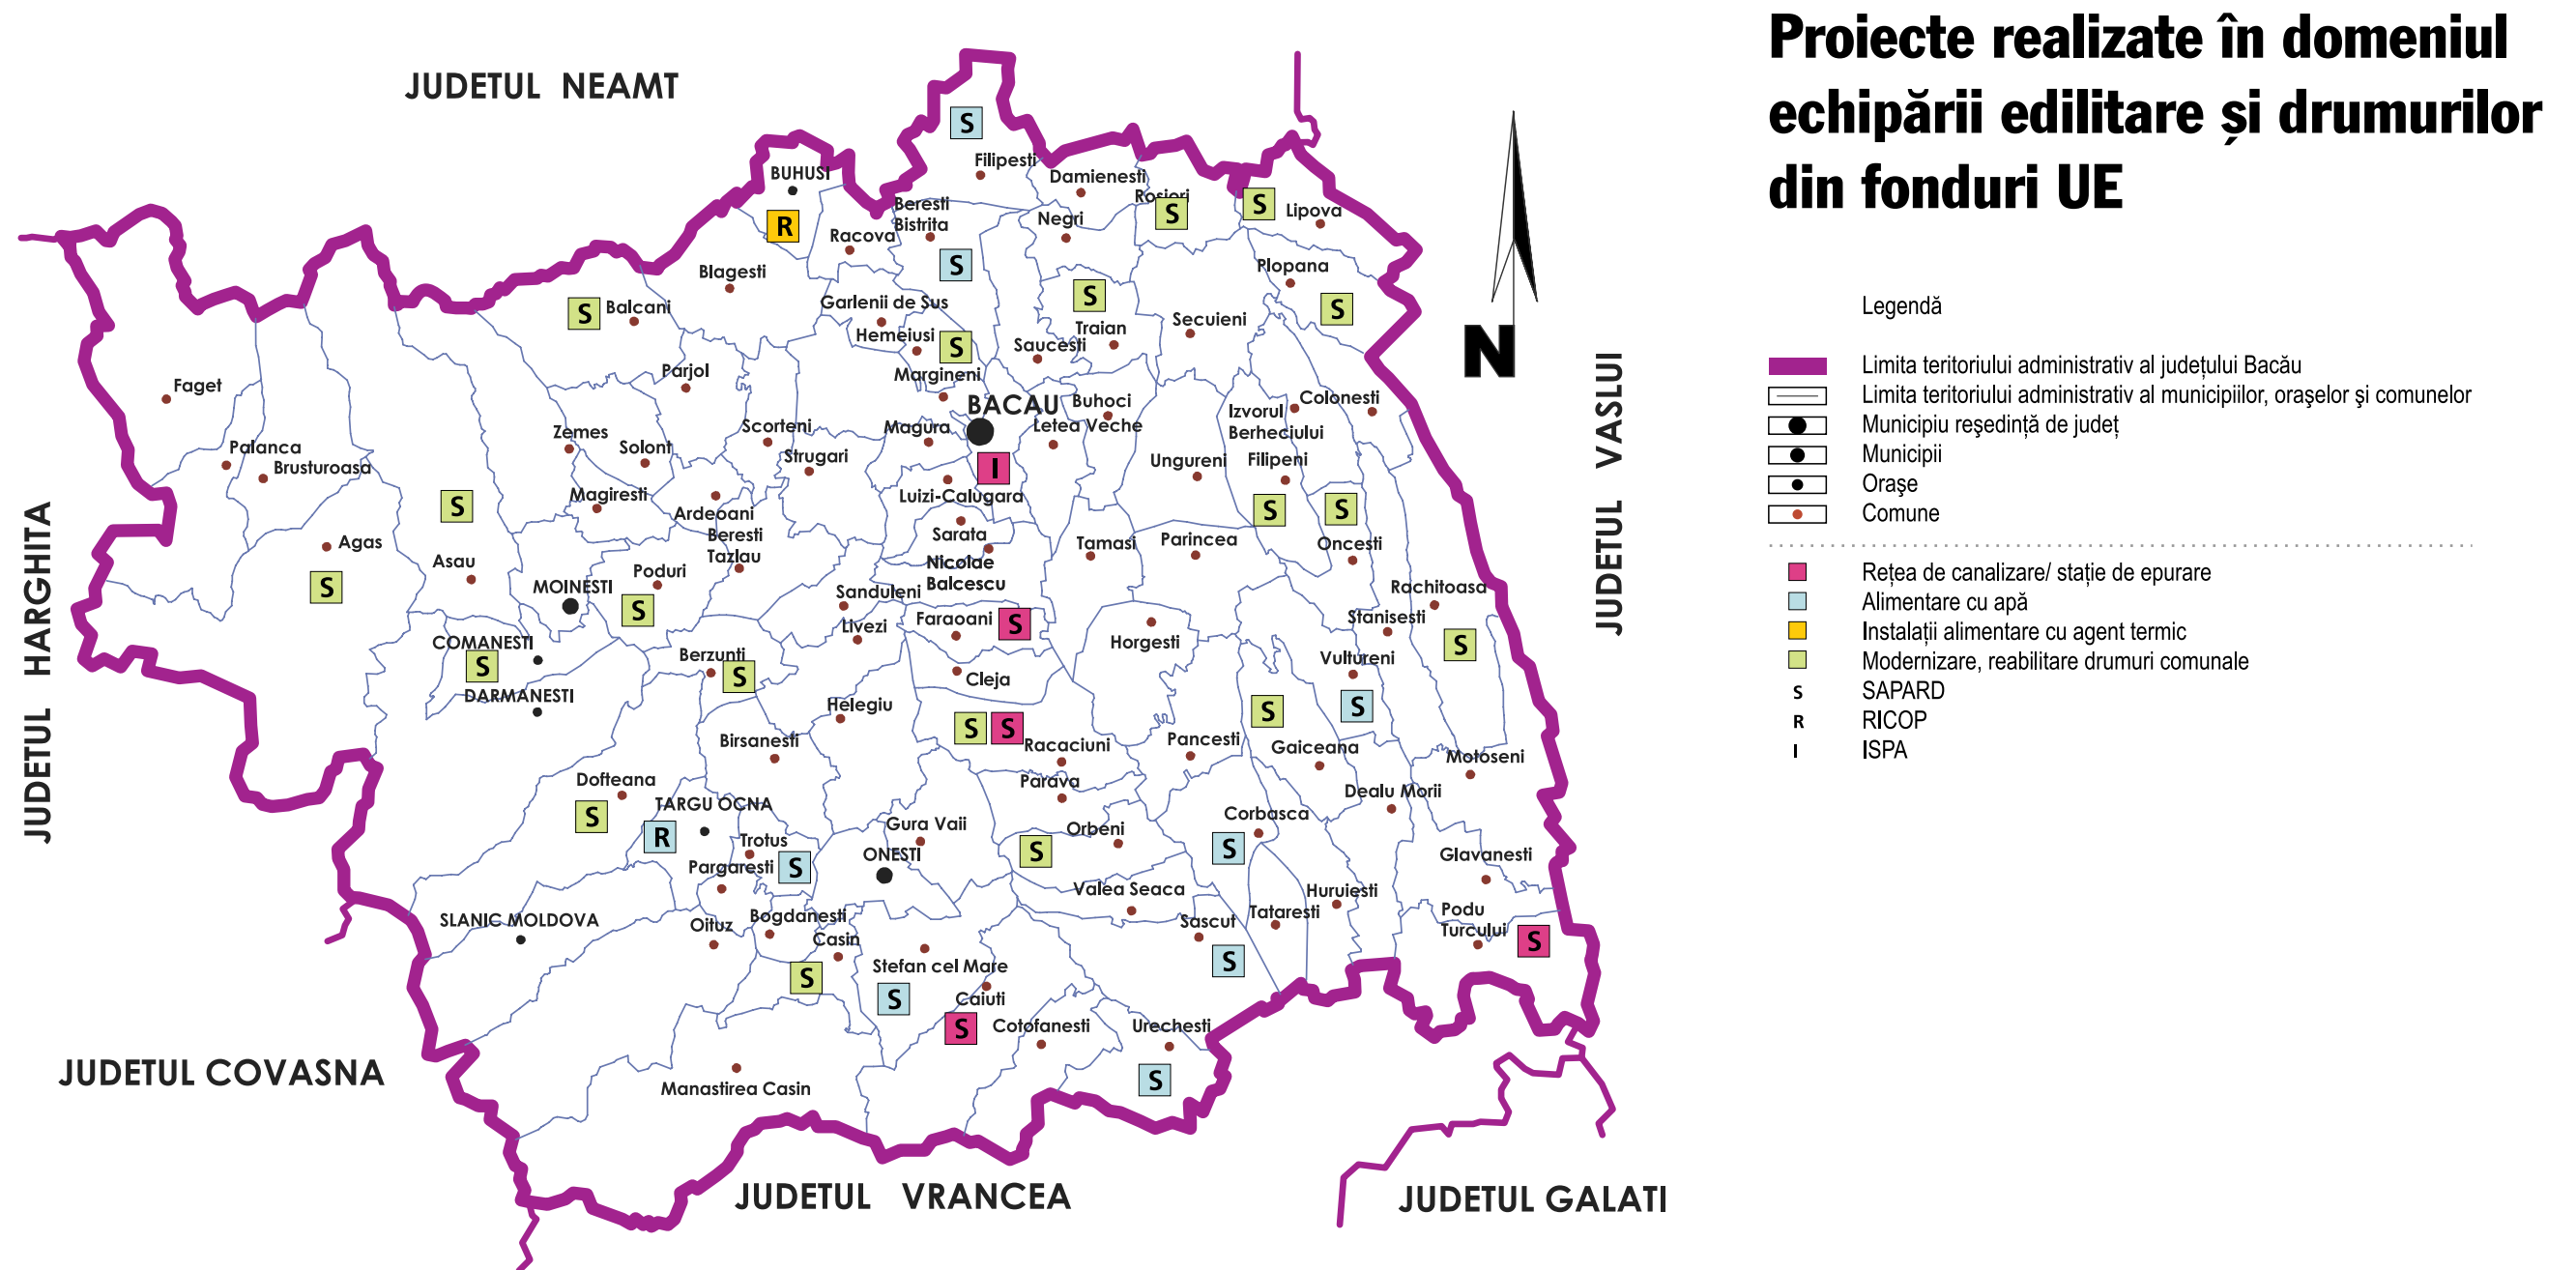 Proiecte realizate în domeniul
echipării edilitare și drumurilor
din fonduri UE
JUDETUL NEAMT
JUDETUL HARGHITA
JUDETUL COVASNA
JUDETUL VRANCEA
JUDETUL GALATI
JUDETUL VASLUI
N
S
Filipesti
BUHUSI
R
Damienesti
Rosiori
S
S
Lipova
Beresti
Bistrita
Negri
Racova
S
Blagesti
Plopana
S
Balcani
Garlenii de Sus
S
S
Hemeiusi
S
Traian
Secuieni
Saucesti
Margineni
Parjol
Faget
BACAU
Buhoci
Colonesti
Izvorul
Berheciului
Letea Veche
Magura
Scorteni
Zemes
Solont
Strugari
Palanca
Brusturoasa
I
Ungureni
Filipeni
Magiresti
Luizi-Calugara
S
S
S
Ardeoani
Beresti
Tazlau
Sarata
Agas
Tamasi
Parincea
Oncesti
Asau
Nicolae
Balcescu
Poduri
S
MOINESTI
S
Sanduleni
Rachitoasa
Livezi
Faraoani
S
Horgesti
Stanisesti
S
COMANESTI
S
Berzunti
S
Vultureni
Cleja
DARMANESTI
Helegiu
S
S
S
S
Birsanesti
Racaciuni
Pancesti
Gaiceana
Motoseni
Dofteana
Parava
Dealu Morii
S
TARGU OCNA
R
Trotus
Gura Vaii
Orbeni
Corbasca
S
S
Pargaresti
S
ONESTI
Glavanesti
Valea Seaca
Huruiesti
SLANIC MOLDOVA
Oituz
Bogdanesti
Sascut
Tataresti
Podu
Turcului
S
Casin
S
Stefan cel Mare
S
S
Caiuti
S
Cotofanesti
Urechesti
S
Manastirea Casin
Legendă
Limita teritoriului administrativ al județului Bacău
Limita teritoriului administrativ al municipiilor, orașelor şi comunelor
Municipiu reşedință de județ
Municipii
Orașe
Comune
Rețea de canalizare/ stație de epurare
Alimentare cu apă
Instalații alimentare cu agent termic
Modernizare, reabilitare drumuri comunale
S SAPARD
R RICOP
I ISPA